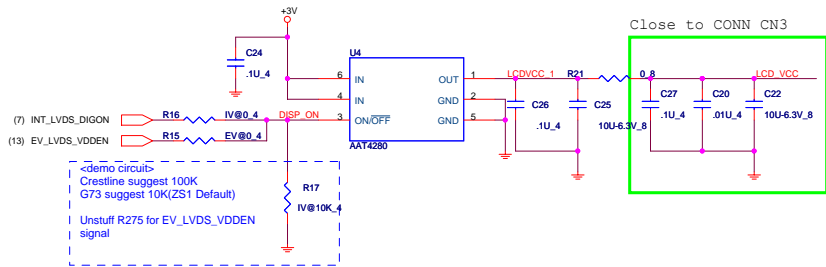 Close to CONN CN3
+3V
C24
.1U_4
U4
6 IN OUT 1
4 IN GND 2
3 ON/OFF GND 5
AAT4280
LCDVCC_1 R21 0_8 LCD_VCC
C26
.1U_4
C25
10U-6.3V_8
C27
.1U_4
C20
.01U_4
C22
10U-6.3V_8
(7) INT_LVDS_DIGON R16 IV@0_4 DISP_ON
(13) EV_LVDS_VDDEN R15 EV@0_4
<demo circuit>
Crestline suggest 100K
G73 suggest 10K(ZS1 Default)
Unstuff R275 for EV_LVDS_VDDEN
signal
R17
IV@10K_4